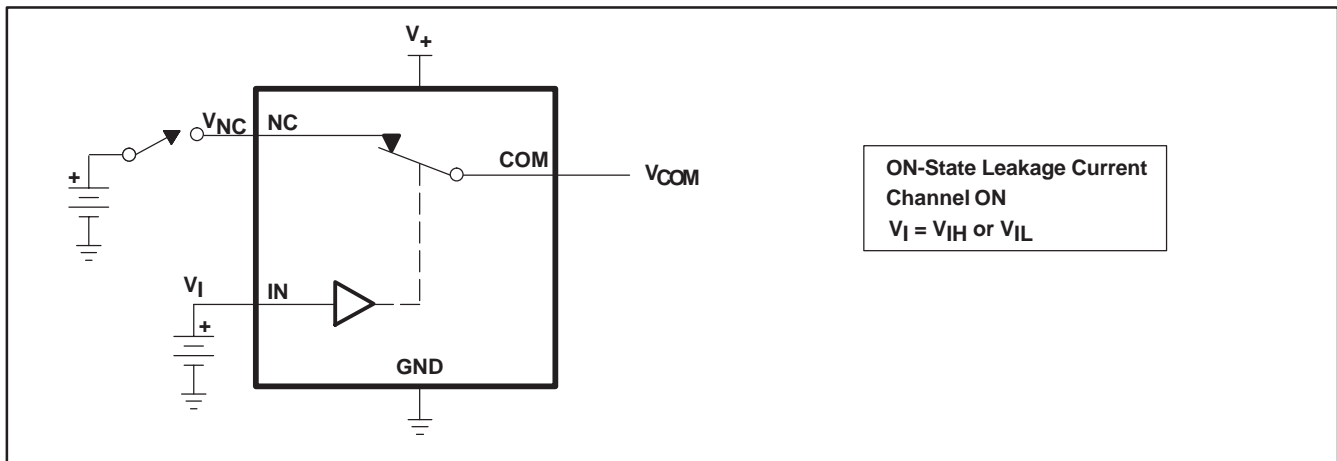 V+
VNC NC
COM
VCOM
+
VI IN
+
GND
ON-State Leakage Current
Channel ON
VI = VIH or VIL